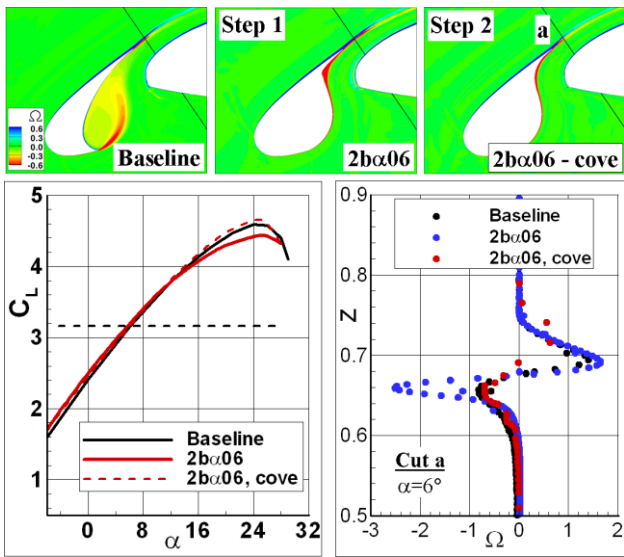 Step 1
Step 2
a
Ω
0.6
0.3
0.0
-0.3
-0.6
Baseline
2bα06
2bα06 - cove
5
4
3
2
1
C_L
0
8
16
24
32
α
Baseline
2bα06
2bα06, cove
0.9
0.8
0.7
0.6
0.5
Z
Baseline
2bα06
2bα06, cove
Cut a
α=6°
-3
-2
-1
0
1
2
Ω